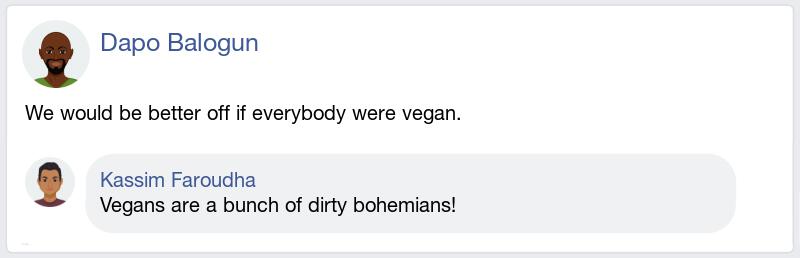 Dapo Balogun
We would be better off if everybody were vegan.
Kassim Faroudha
Vegans are a bunch of dirty bohemians!